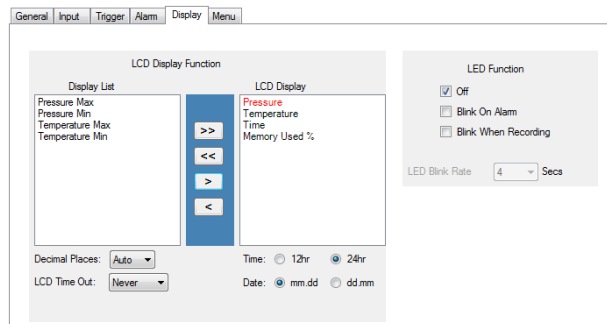 General Input Trigger Alarm Display Menu
LCD Display Function
Display List
LCD Display
Pressure Max
Pressure Min
Temperature Max
Temperature Min
>>
<<
>
<
Pressure
Temperature
Time
Memory Used %
Decimal Places: Auto
LCD Time Out: Never
Time: 12hr 24hr
Date: mm.dd dd.mm
LED Function
Off
Blink On Alarm
Blink When Recording
LED Blink Rate 4 Secs